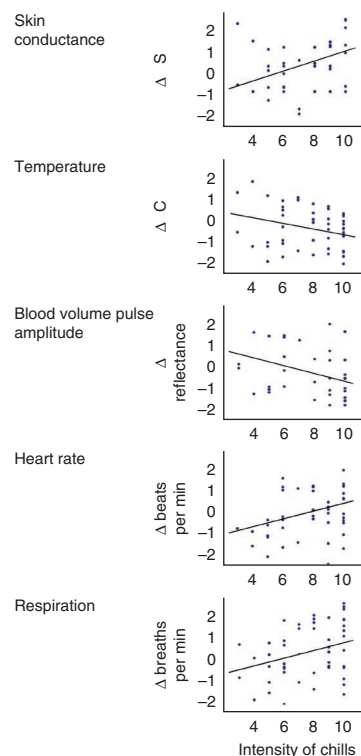 Skin
conductance
Δ S
2
1
0
–1
–2
4 6 8 10
Temperature
Δ C
2
1
0
–1
–2
4 6 8 10
Blood volume pulse
amplitude
Δ
reflectance
2
1
0
–1
–2
4 6 8 10
Heart rate
Δ beats
per min
2
1
0
–1
–2
4 6 8 10
Respiration
Δ breaths
per min
2
1
0
–1
–2
4 6 8 10
Intensity of chills